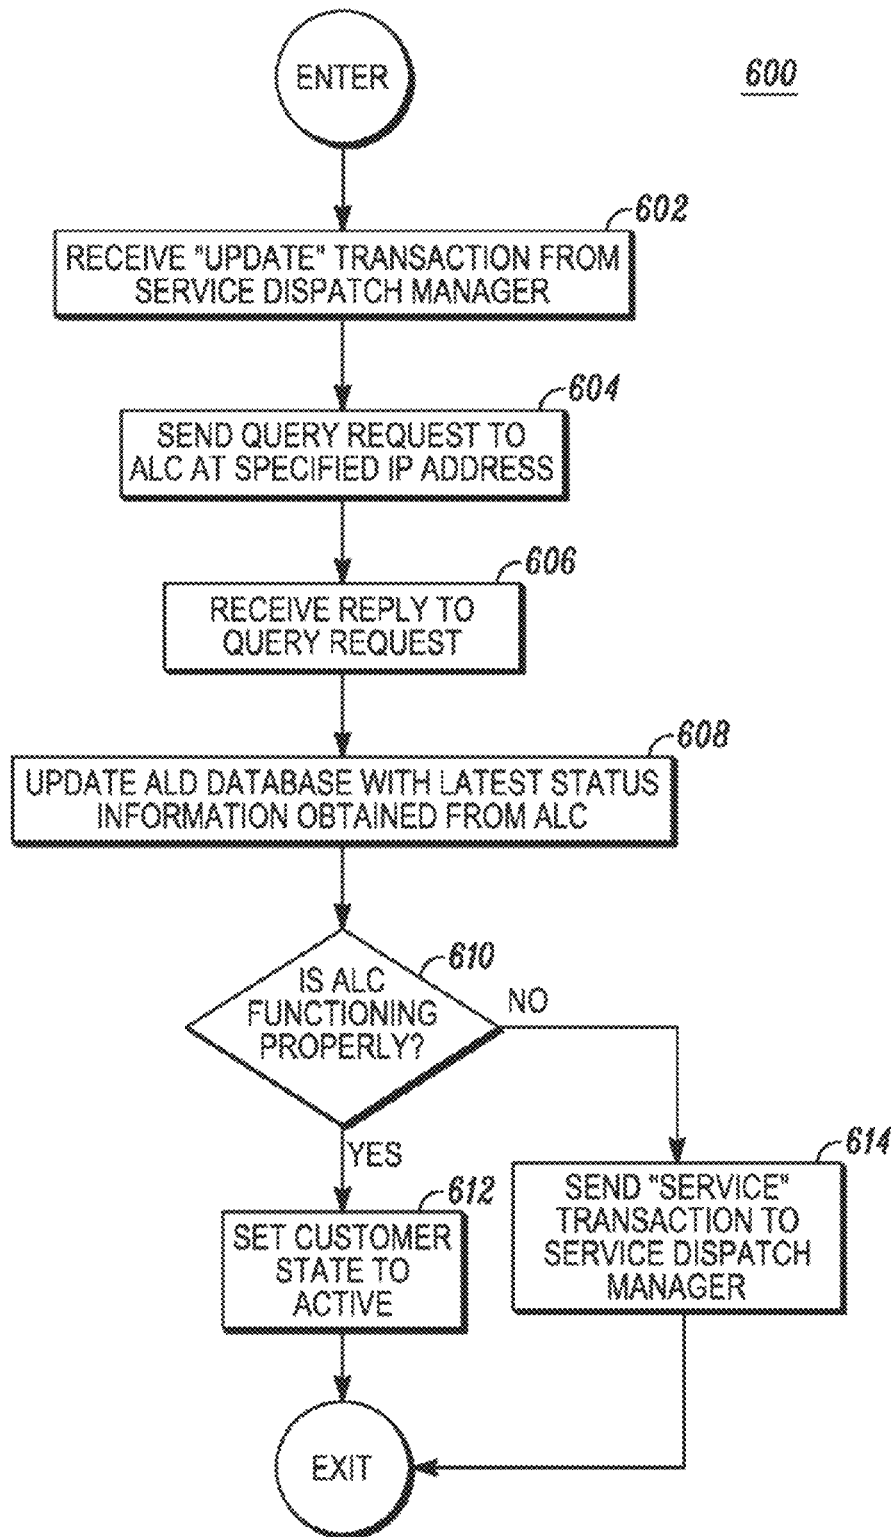 ENTER
600
602
RECEIVE "UPDATE" TRANSACTION FROM
SERVICE DISPATCH MANAGER
604
SEND QUERY REQUEST TO
ALC AT SPECIFIED IP ADDRESS
606
RECEIVE REPLY TO
QUERY REQUEST
608
UPDATE ALD DATABASE WITH LATEST STATUS
INFORMATION OBTAINED FROM ALC
610
IS ALC
FUNCTIONING
PROPERLY?
NO
YES
612
SET CUSTOMER
STATE TO
ACTIVE
614
SEND "SERVICE"
TRANSACTION TO
SERVICE DISPATCH
MANAGER
EXIT